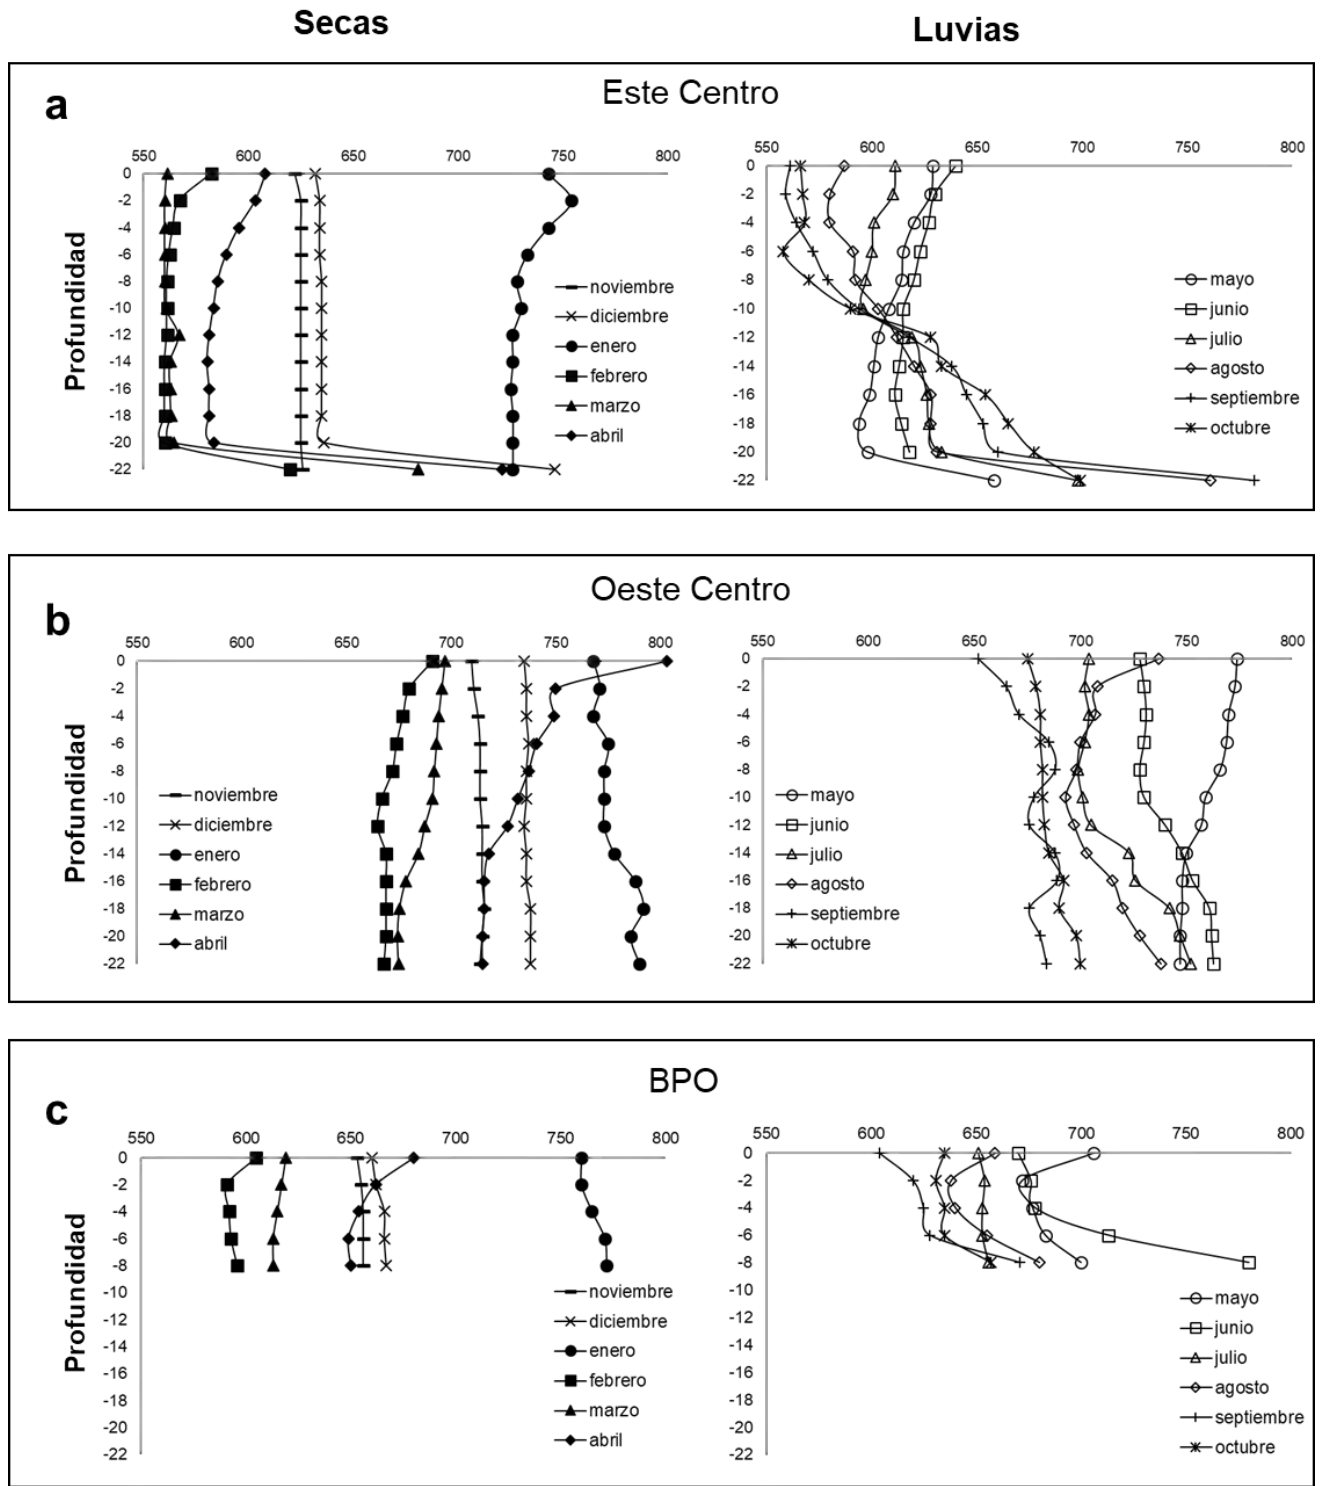 Secas
Luvias
a
Este Centro
550 600 650 700 750 800
Profundidad
0
-2
-4
-6
-8
-10
-12
-14
-16
-18
-20
-22
noviembre
diciembre
enero
febrero
marzo
abril
550 600 650 700 750 800
0
-2
-4
-6
-8
-10
-12
-14
-16
-18
-20
-22
mayo
junio
julio
agosto
septiembre
octubre
b
Oeste Centro
550 600 650 700 750 800
Profundidad
0
-2
-4
-6
-8
-10
-12
-14
-16
-18
-20
-22
noviembre
diciembre
enero
febrero
marzo
abril
550 600 650 700 750 800
0
-2
-4
-6
-8
-10
-12
-14
-16
-18
-20
-22
mayo
junio
julio
agosto
septiembre
octubre
c
BPO
550 600 650 700 750 800
Profundidad
0
-2
-4
-6
-8
-10
-12
-14
-16
-18
-20
-22
noviembre
diciembre
enero
febrero
marzo
abril
550 600 650 700 750 800
0
-2
-4
-6
-8
-10
-12
-14
-16
-18
-20
-22
mayo
junio
julio
agosto
septiembre
octubre